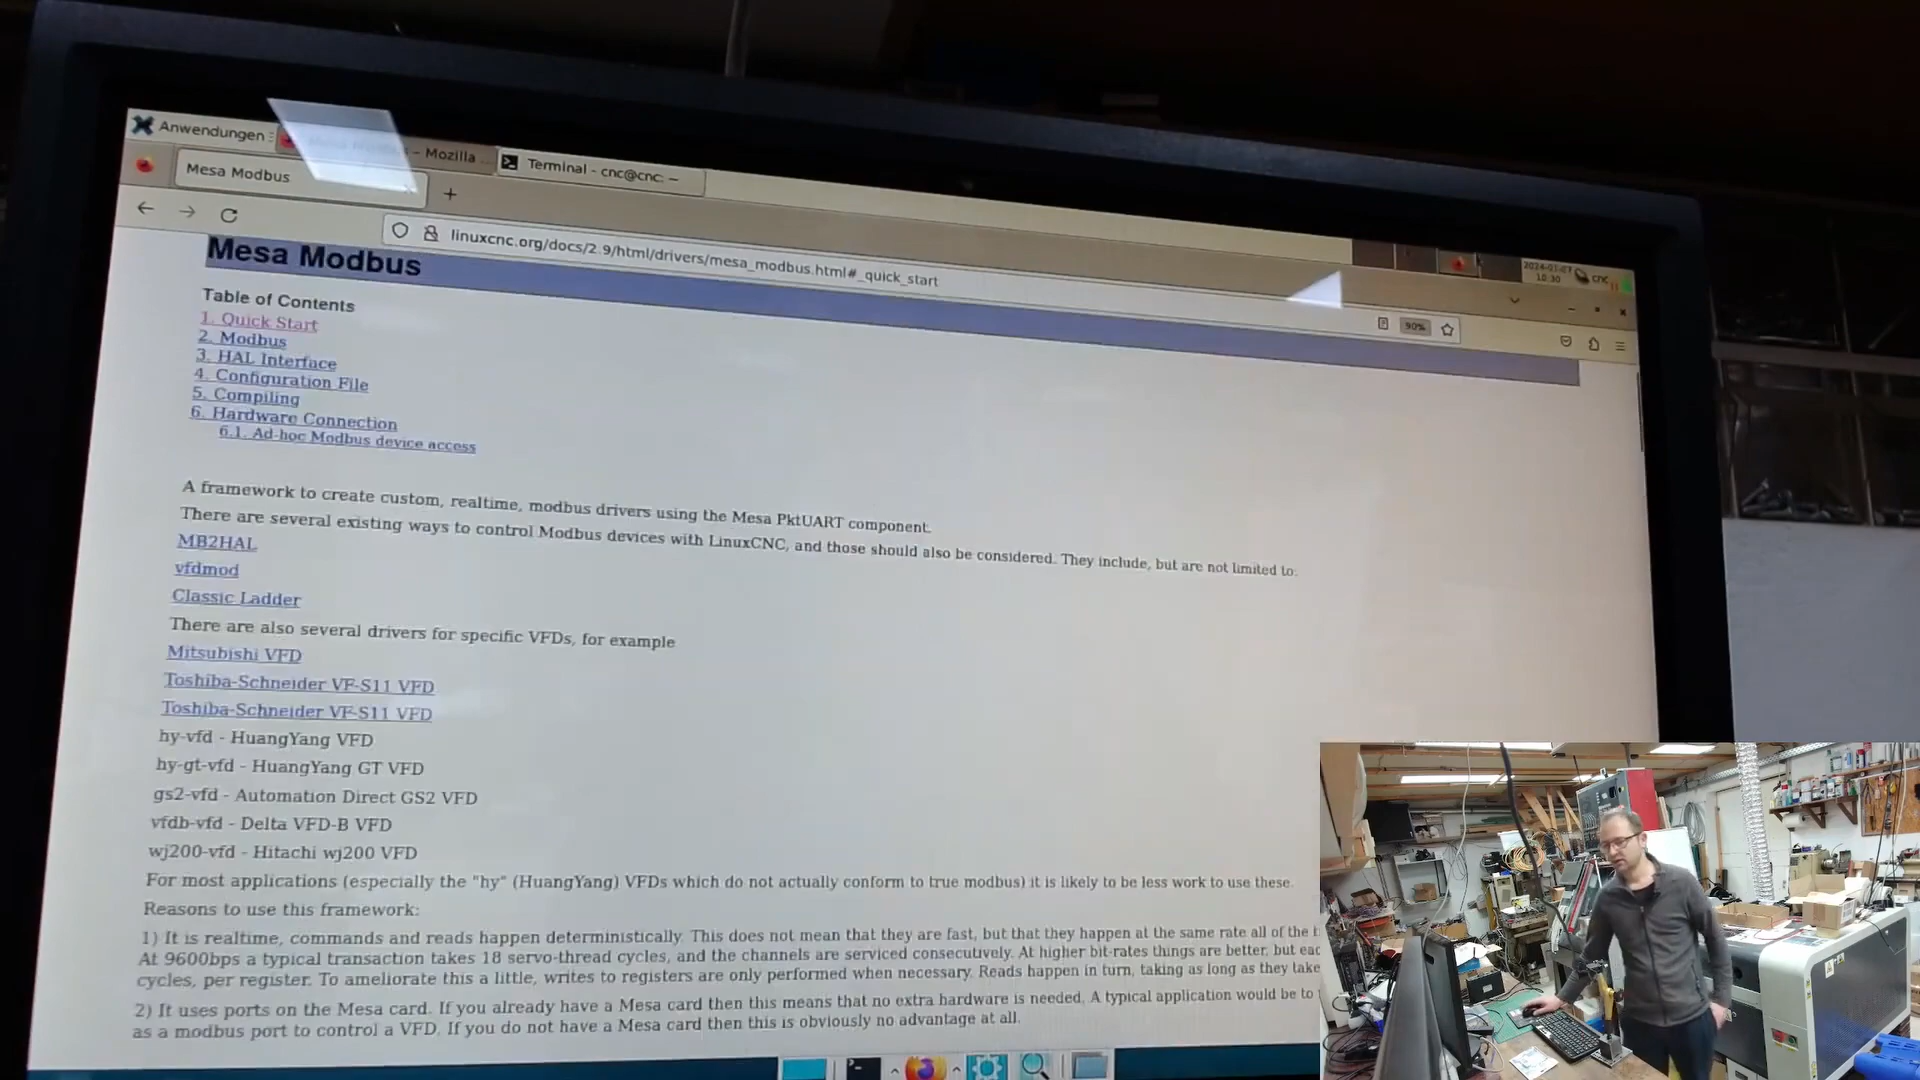 Anwendungen
- Mozilla ...
Terminal - cnc@cnc: ~
2024-01-07
10:30
cnc
Mesa Modbus
linuxcnc.org/docs/2.9/html/drivers/mesa_modbus.html#_quick_start
90%
Mesa Modbus
Table of Contents
1. Quick Start
2. Modbus
3. HAL Interface
4. Configuration File
5. Compiling
6. Hardware Connection
6.1. Ad-hoc Modbus device access
A framework to create custom, realtime, modbus drivers using the Mesa PktUART component.
There are several existing ways to control Modbus devices with LinuxCNC, and those should also be considered. They include, but are not limited to:
MB2HAL
vfdmod
Classic Ladder
There are also several drivers for specific VFDs, for example
Mitsubishi VFD
Toshiba-Schneider VF-S11 VFD
Toshiba-Schneider VF-S11 VFD
hy-vfd - HuangYang VFD
hy-gt-vfd - HuangYang GT VFD
gs2-vfd - Automation Direct GS2 VFD
vfdb-vfd - Delta VFD-B VFD
wj200-vfd - Hitachi wj200 VFD
For most applications (especially the "hy" (HuangYang) VFDs which do not actually conform to true modbus) it is likely to be less work to use these.
Reasons to use this framework:
1) It is realtime, commands and reads happen deterministically. This does not mean that they are fast, but that they happen at the same rate all of the
At 9600bps a typical transaction takes 18 servo-thread cycles, and the channels are serviced consecutively. At higher bit-rates things are better, but eac
cycles, per register. To ameliorate this a little, writes to registers are only performed when necessary. Reads happen in turn, taking as long as they take
2) It uses ports on the Mesa card. If you already have a Mesa card then this means that no extra hardware is needed. A typical application would be to
as a modbus port to control a VFD. If you do not have a Mesa card then this is obviously no advantage at all.